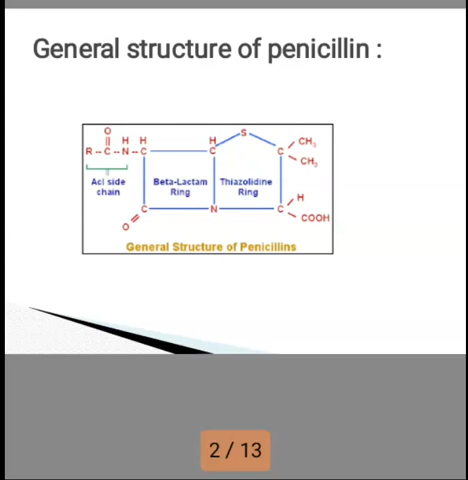 General structure of penicillin :
O
H H H S CH3
R--C--N--C C C CH3
Acl side Beta-Lactam Thiazolidine
chain Ring Ring H
C N C COOH
O
General Structure of Penicillins
2 / 13